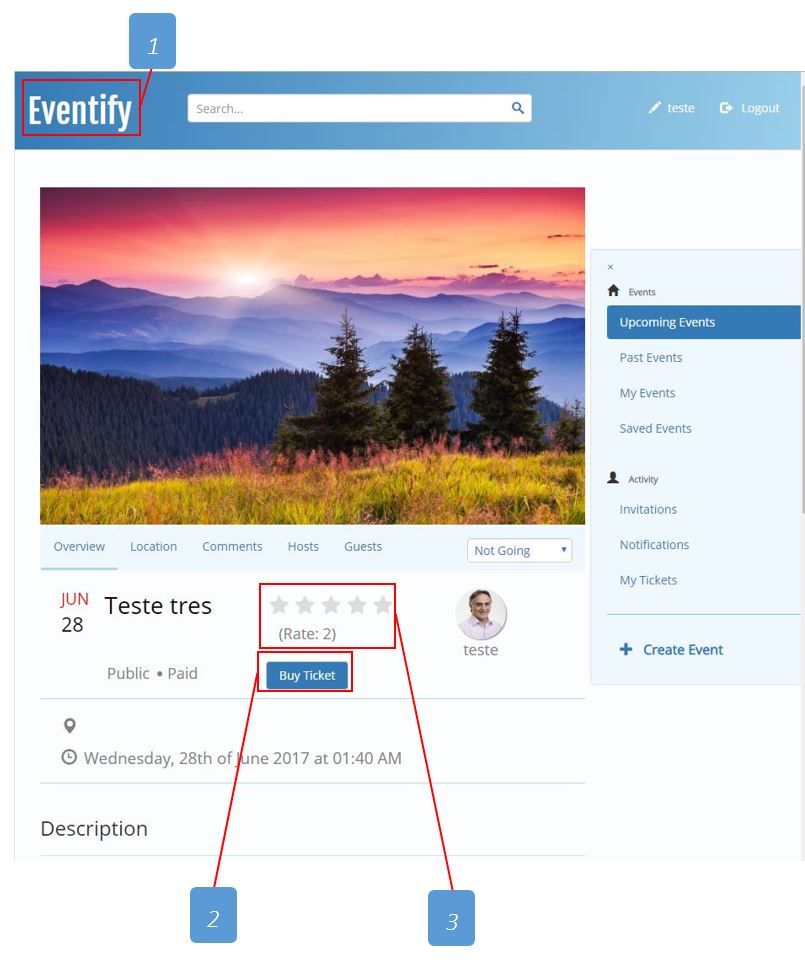 1
Eventify
Search...
teste
Logout
×
Events
Upcoming Events
Past Events
My Events
Saved Events
Activity
Invitations
Notifications
My Tickets
Create Event
Overview Location Comments Hosts Guests
Not Going
JUN
28
Teste tres
(Rate: 2)
teste
Public • Paid
Buy Ticket
Wednesday, 28th of June 2017 at 01:40 AM
Description
2
3